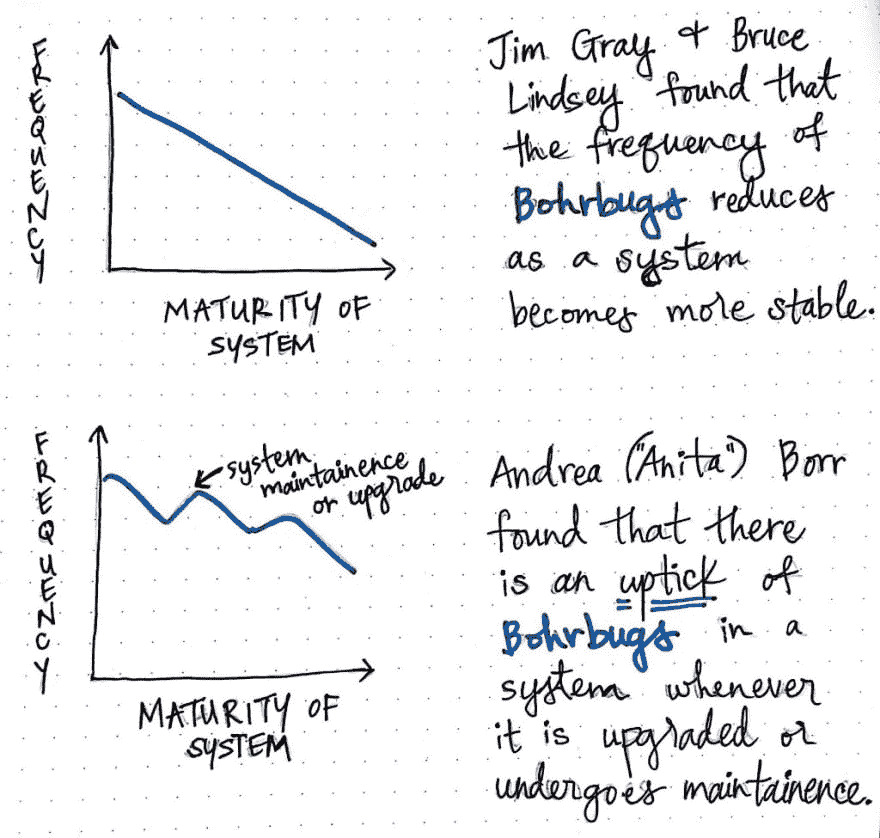 FREQUENCY
MATURITY OF
SYSTEM
Jim Gray & Bruce
Lindsey found that
the frequency of
Bohrbugs reduces
as a system
becomes more stable.
FREQUENCY
system
maintainence
or upgrade
MATURITY OF
SYSTEM
Andrea ("Anita") Borr
found that there
is an uptick of
Bohrbugs in a
system whenever
it is upgraded or
undergoes maintainence.